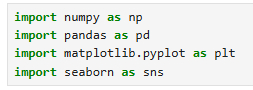 import numpy as np
import pandas as pd
import matplotlib.pyplot as plt
import seaborn as sns